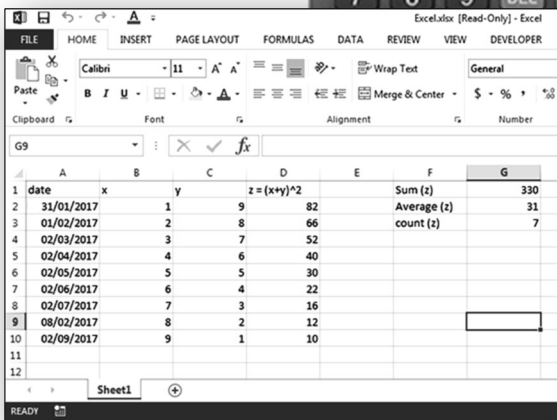 Excel.xlsx [Read-Only] - Excel
FILE HOME INSERT PAGE LAYOUT FORMULAS DATA REVIEW VIEW DEVELOPER
Calibri 11 A A Wrap Text General
Paste B I U A Merge & Center $ % ,
Clipboard Font Alignment Number
G9 fx
A B C D E F G
1 date x y z = (x+y)^2 Sum (z) 330
2 31/01/2017 1 9 82 Average (z) 31
3 01/02/2017 2 8 66 count (z) 7
4 02/03/2017 3 7 52
5 02/04/2017 4 6 40
6 02/05/2017 5 5 30
7 02/06/2017 6 4 22
8 02/07/2017 7 3 16
9 08/02/2017 8 2 12
10 02/09/2017 9 1 10
11
12
Sheet1
READY